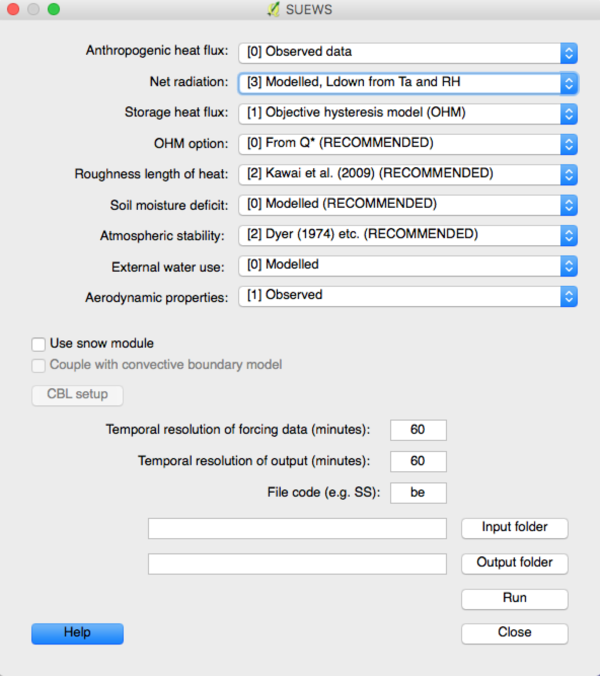 SUEWS
Anthropogenic heat flux: [0] Observed data
Net radiation: [3] Modelled, Ldown from Ta and RH
Storage heat flux: [1] Objective hysteresis model (OHM)
OHM option: [0] From Q* (RECOMMENDED)
Roughness length of heat: [2] Kawai et al. (2009) (RECOMMENDED)
Soil moisture deficit: [0] Modelled (RECOMMENDED)
Atmospheric stability: [2] Dyer (1974) etc. (RECOMMENDED)
External water use: [0] Modelled
Aerodynamic properties: [1] Observed
Use snow module
Couple with convective boundary model
CBL setup
Temporal resolution of forcing data (minutes): 60
Temporal resolution of output (minutes): 60
File code (e.g. SS): be
Input folder
Output folder
Run
Help Close